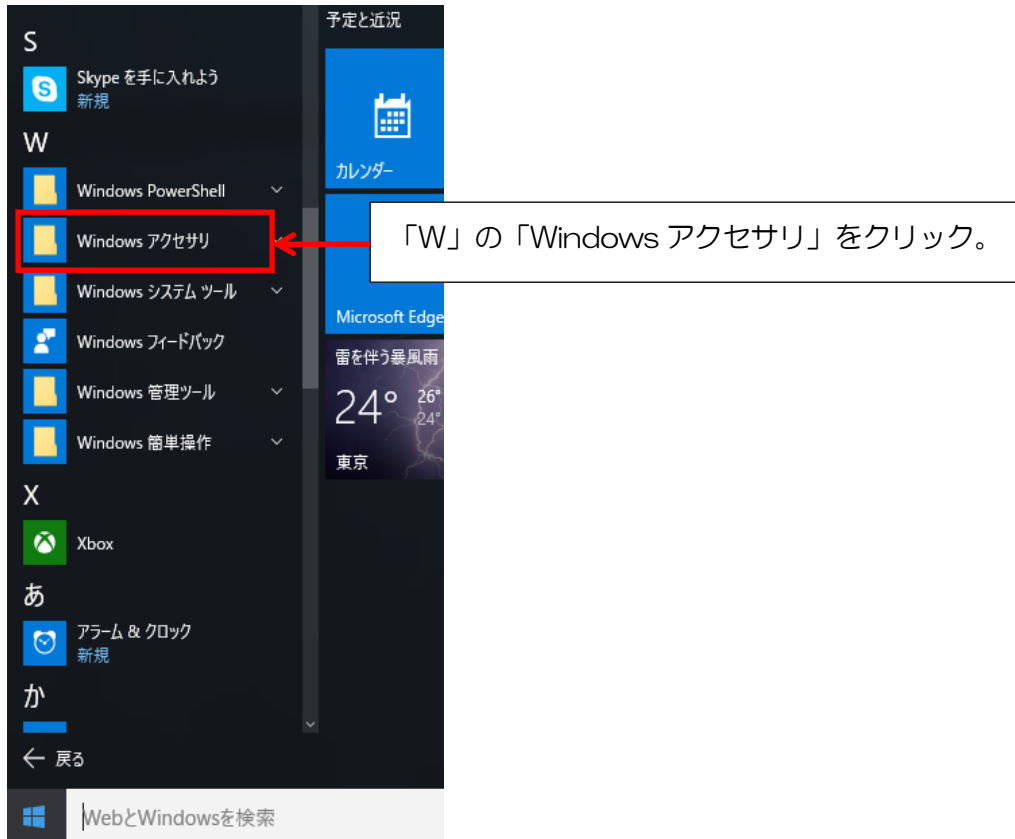 S
Skype を手に入れよう
新規
W
Windows PowerShell
Windows アクセサリ
Windows システム ツール
Windows フィードバック
Windows 管理ツール
Windows 簡単操作
X
Xbox
あ
アラーム & クロック
新規
か
戻る
WebとWindowsを検索
予定と近況
カレンダー
Microsoft Edge
雷を伴う暴風雨
24° 26°
24°
東京
「W」の「Windows アクセサリ」をクリック。